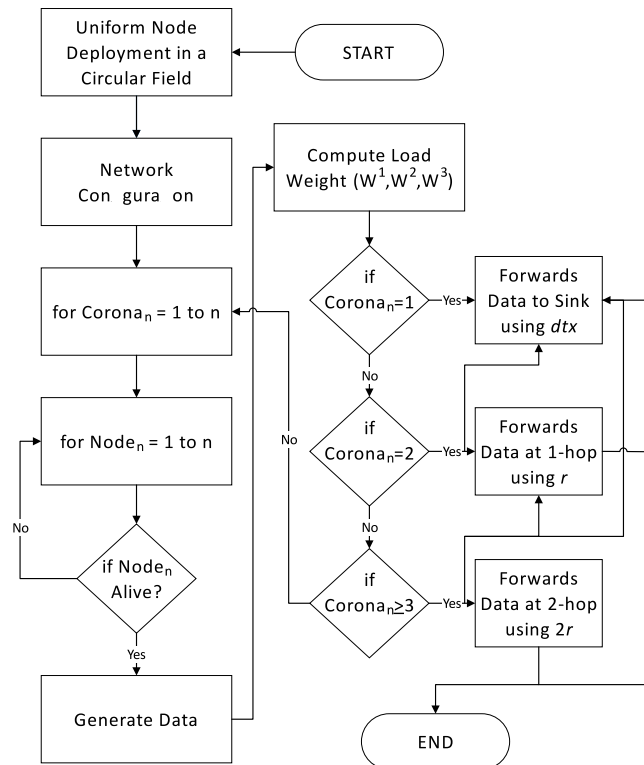 Uniform Node
Deployment in a
Circular Field
START
Network
Con gura on
for Coronaₙ = 1 to n
for Nodeₙ = 1 to n
No
if Nodeₙ
Alive?
Yes
Generate Data
Compute Load
Weight (W¹,W²,W³)
if
Coronaₙ=1
Yes
Forwards
Data to Sink
using dtx
No
if
Coronaₙ=2
Yes
Forwards
Data at 1-hop
using r
No
No
if
Coronaₙ≥3
Yes
Forwards
Data at 2-hop
using 2r
END